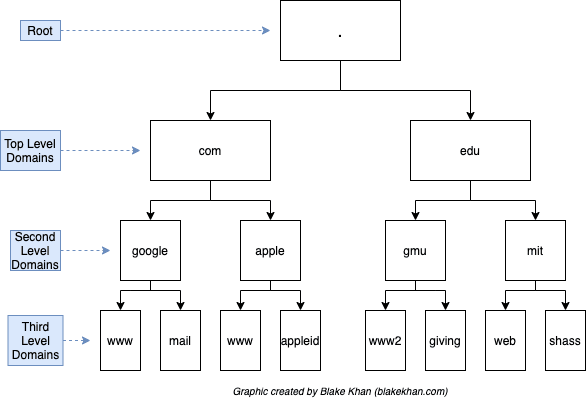 Root
.
Top Level
Domains
com
edu
Second
Level
Domains
google
apple
gmu
mit
Third
Level
Domains
www
mail
www
appleid
www2
giving
web
shass
Graphic created by Blake Khan (blakekhan.com)